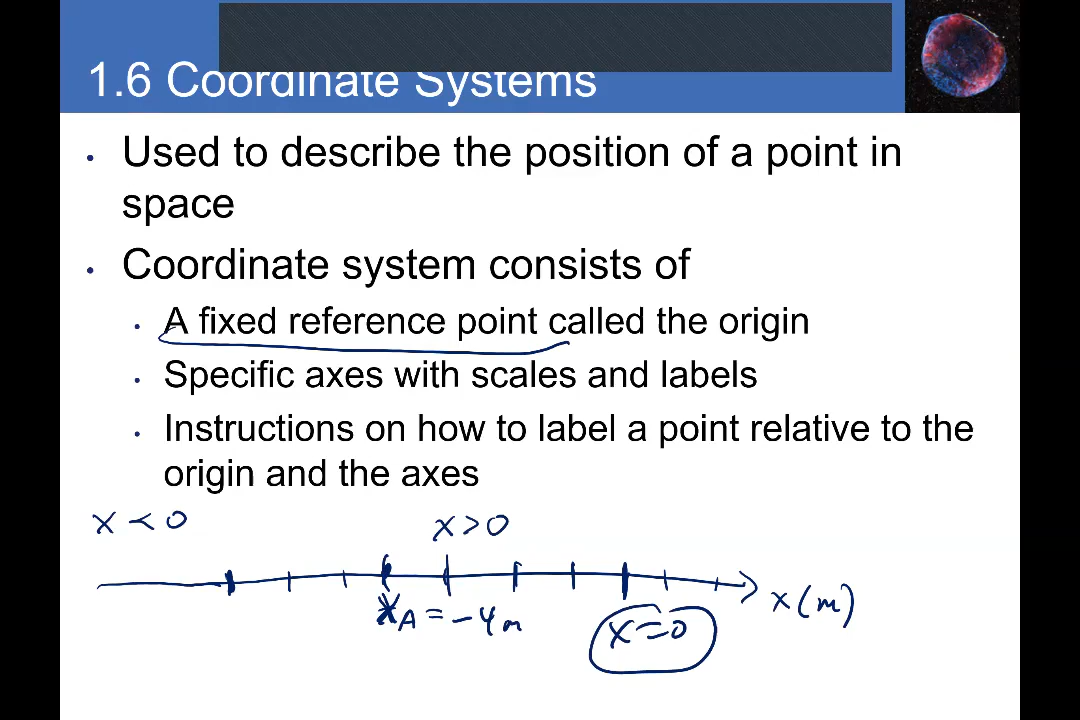 1.6 Coordinate Systems
• Used to describe the position of a point in
space
• Coordinate system consists of
• A fixed reference point called the origin
• Specific axes with scales and labels
• Instructions on how to label a point relative to the
origin and the axes
x < 0
x > 0
x (m)
x_A = -4 m
x = 0